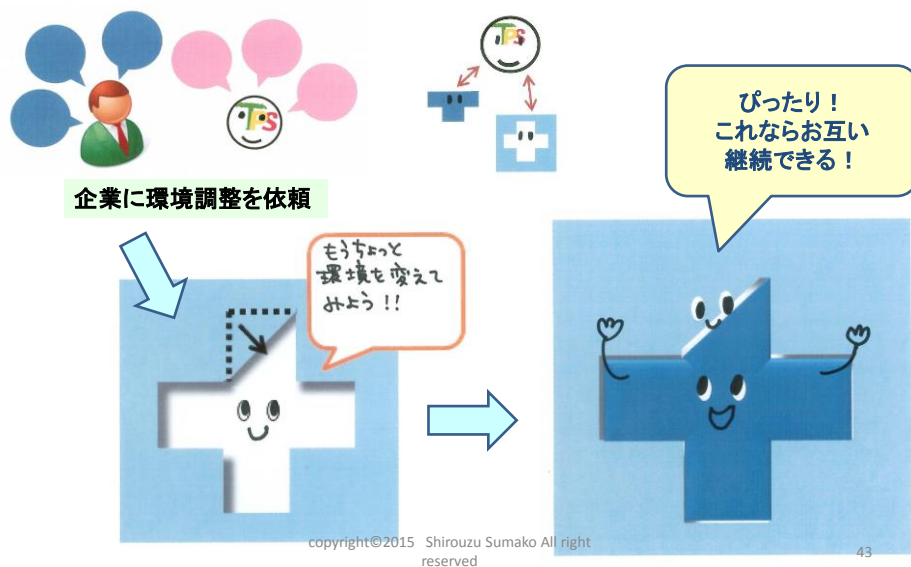 iTPS
iTPS
ぴったり！
これならお互い
継続できる！
企業に環境調整を依頼
もうちょっと
環境を変えて
みよう！！
copyright©2015 Shirouzu Sumako All right
reserved
43